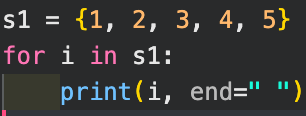 s1 = {1, 2, 3, 4, 5}
for i in s1:
    print(i, end=" ")